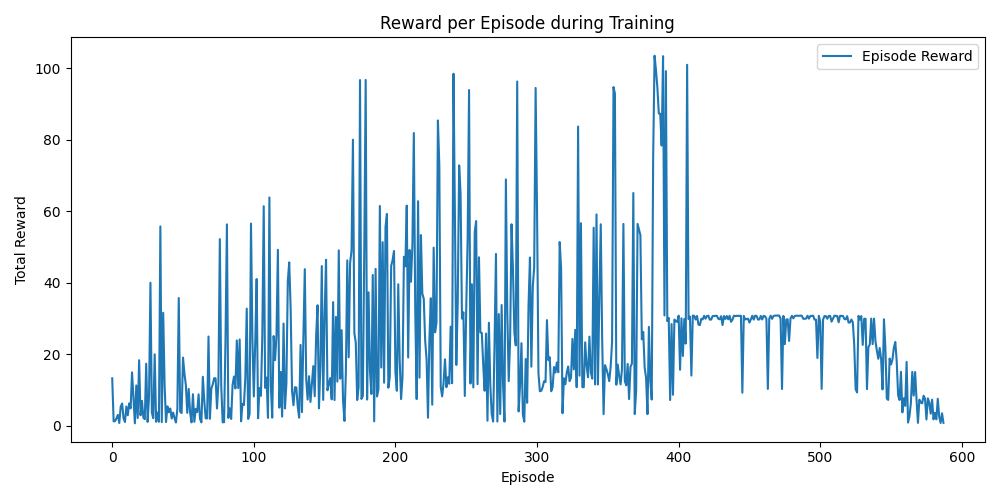 Reward per Episode during Training
Episode Reward
Total Reward
100
80
60
40
20
0
0 100 200 300 400 500 600
Episode